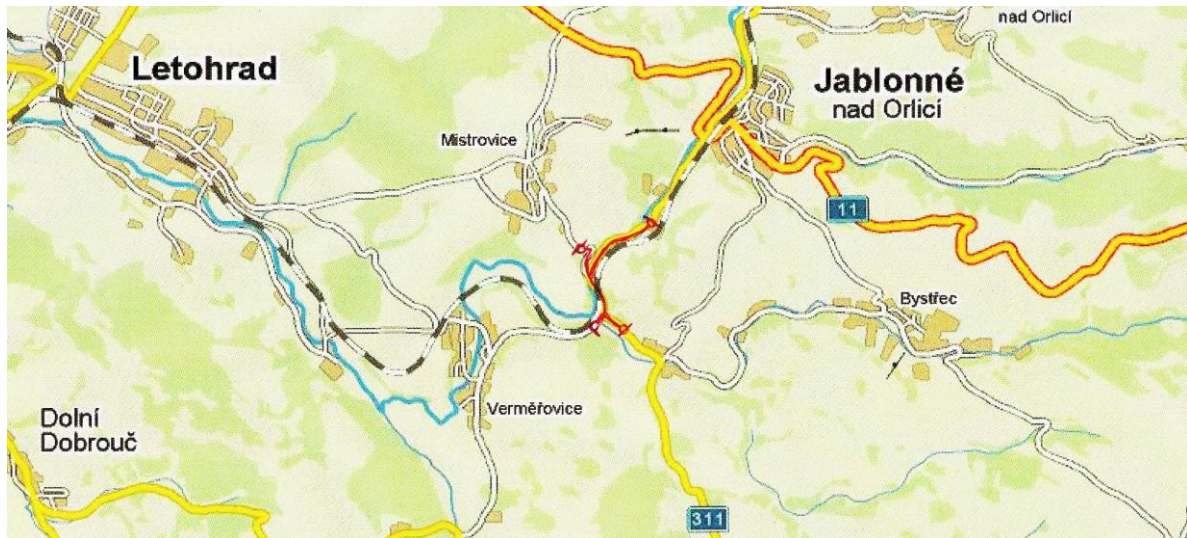 nad Orlicí
Letohrad
Jablonné
nad Orlicí
Mistrovice
11
Bystřec
Verměřovice
Dolní
Dobrouč
311